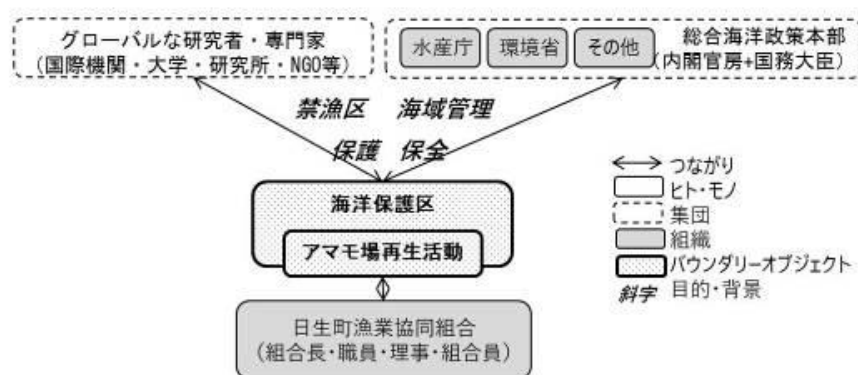 グローバルな研究者・専門家
(国際機関・大学・研究所・NGO等)
水産庁 環境省 その他
総合海洋政策本部
(内閣官房+国務大臣)
禁漁区 海域管理
保護 保全
海洋保護区
アマモ場再生活動
日生町漁業協同組合
(組合長・職員・理事・組合員)
つながり
ヒト・モノ
集団
組織
バウンダリーオブジェクト
斜字 目的・背景